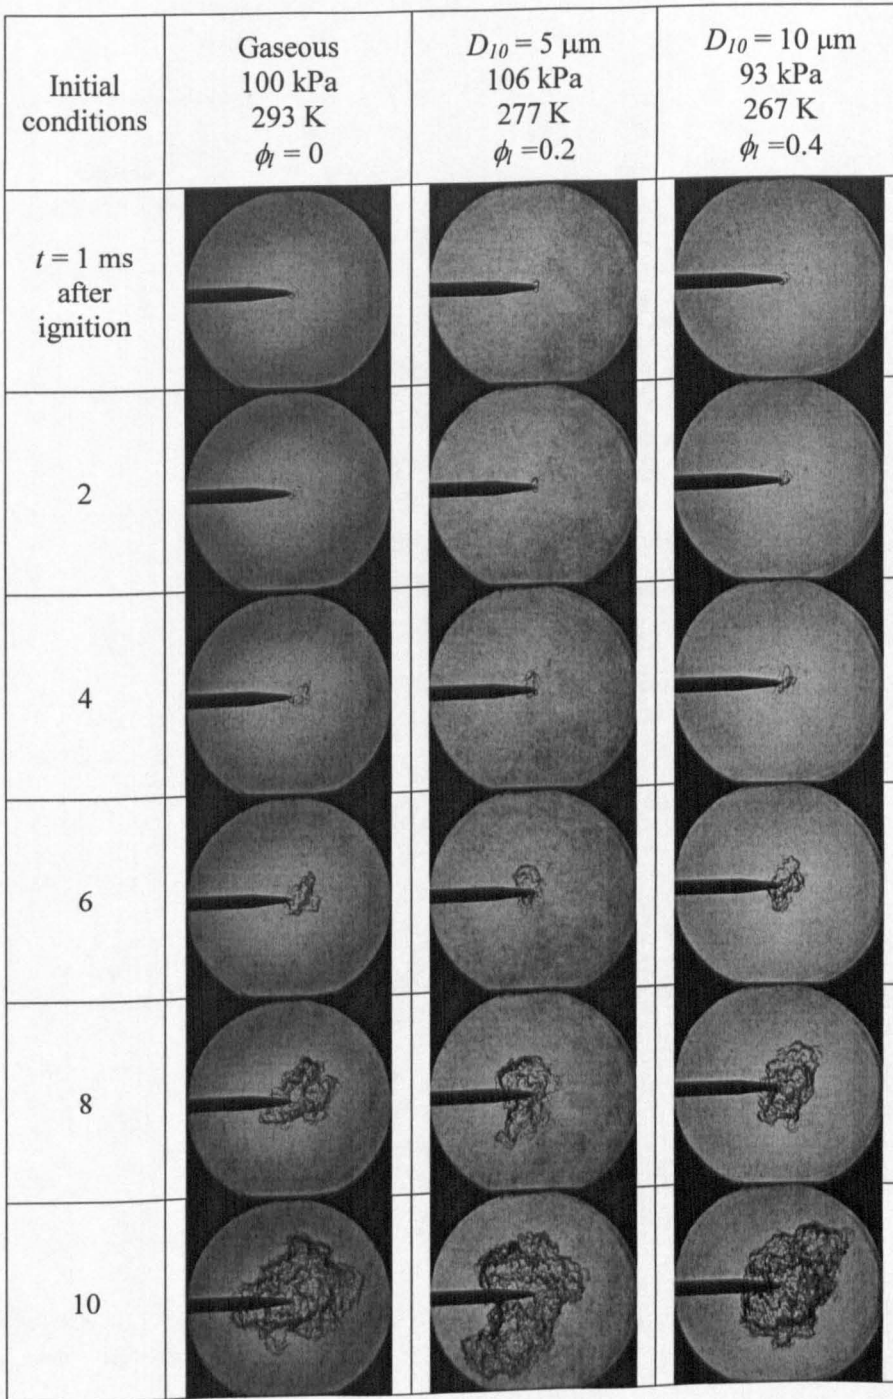 Initial
conditions
Gaseous
100 kPa
293 K
ϕl = 0
D10 = 5 μm
106 kPa
277 K
ϕl =0.2
D10 = 10 μm
93 kPa
267 K
ϕl =0.4
t = 1 ms
after
ignition
2
4
6
8
10